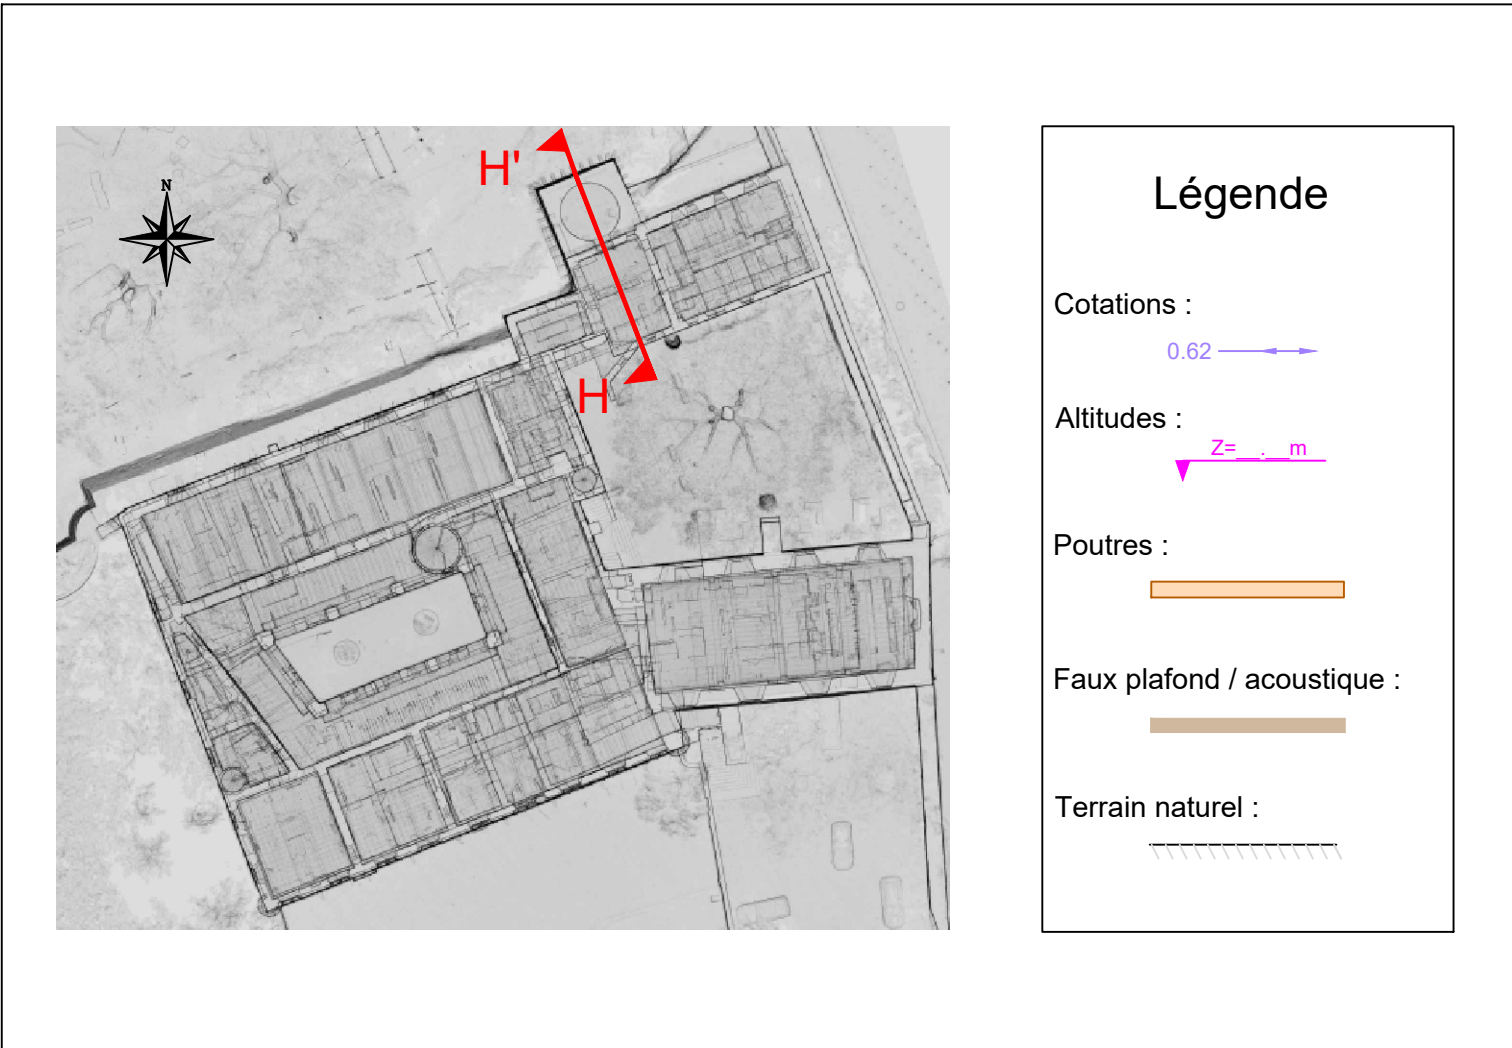 N
H'
H
Légende
Cotations :
0.62
Altitudes :
Z=__.__m
Poutres :
Faux plafond / acoustique :
Terrain naturel :